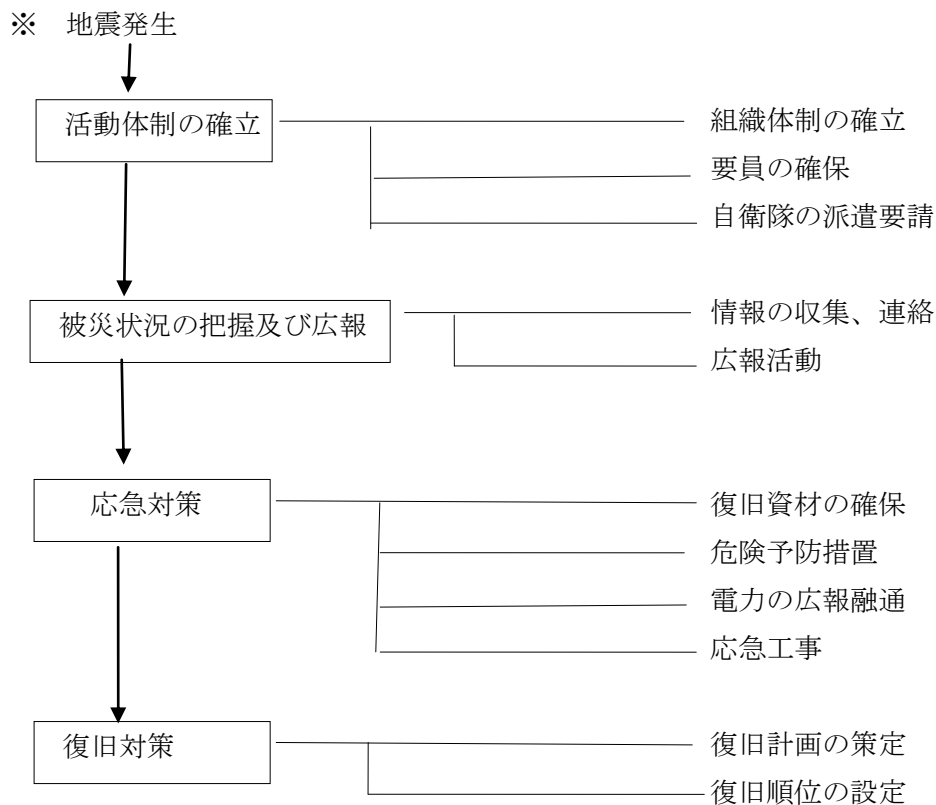 ※　地震発生
活動体制の確立
組織体制の確立
要員の確保
自衛隊の派遣要請
被災状況の把握及び広報
情報の収集、連絡
広報活動
応急対策
復旧資材の確保
危険予防措置
電力の広報融通
応急工事
復旧対策
復旧計画の策定
復旧順位の設定